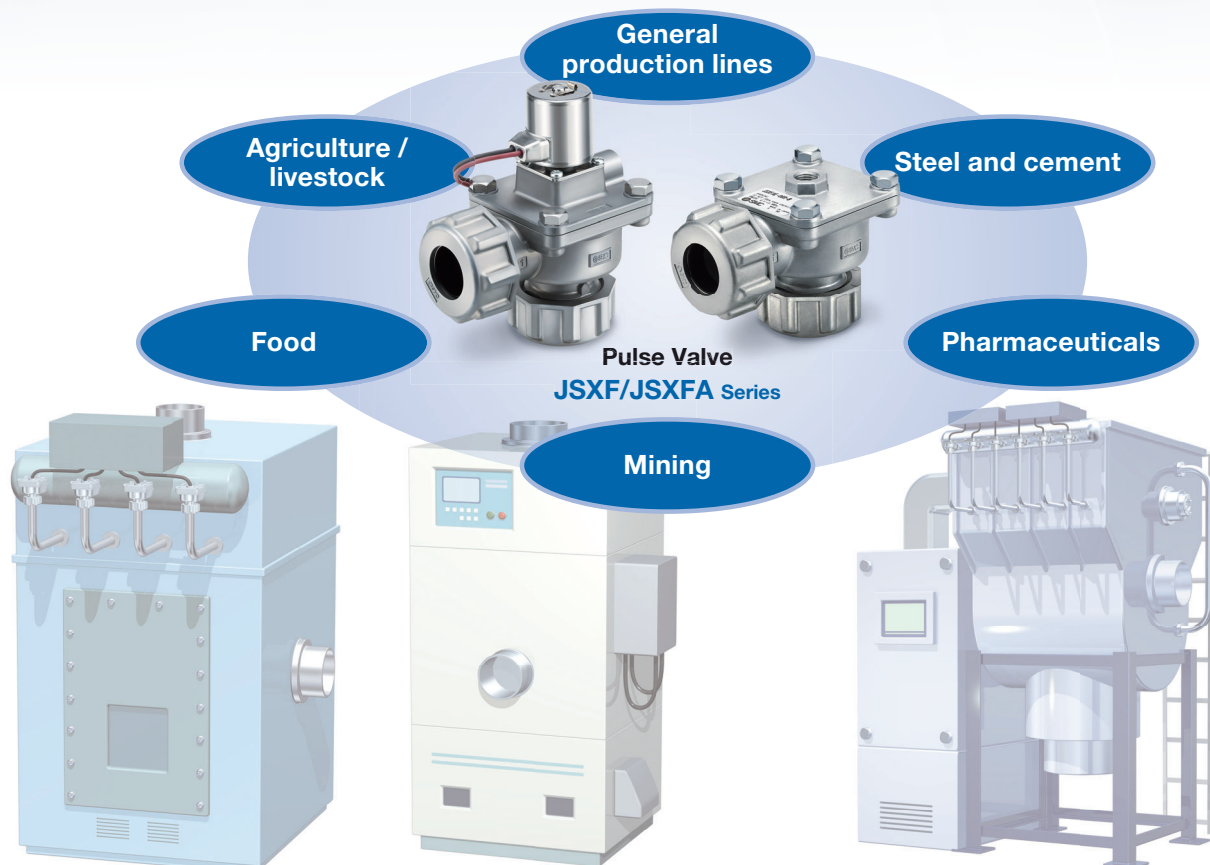 General
production lines
Agriculture /
livestock
Steel and cement
Food
Pharmaceuticals
Pulse Valve
JSXF/JSXFA Series
Mining